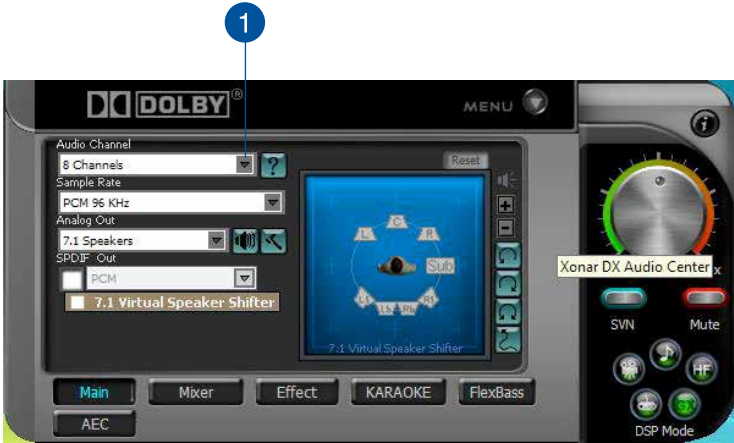 1
DOLBY®
MENU
i
Audio Channel
8 Channels
?
Reset
Sample Rate
PCM 96 KHz
Analog Out
7.1 Speakers
SPDIF Out
PCM
7.1 Virtual Speaker Shifter
L C R
Sub
Ls Lb Rb Rs
7.1 Virtual Speaker Shifter
+
-
Xonar DX Audio Center
x
SVN Mute
HF
GX
DSP Mode
Main Mixer Effect KARAOKE FlexBass
AEC